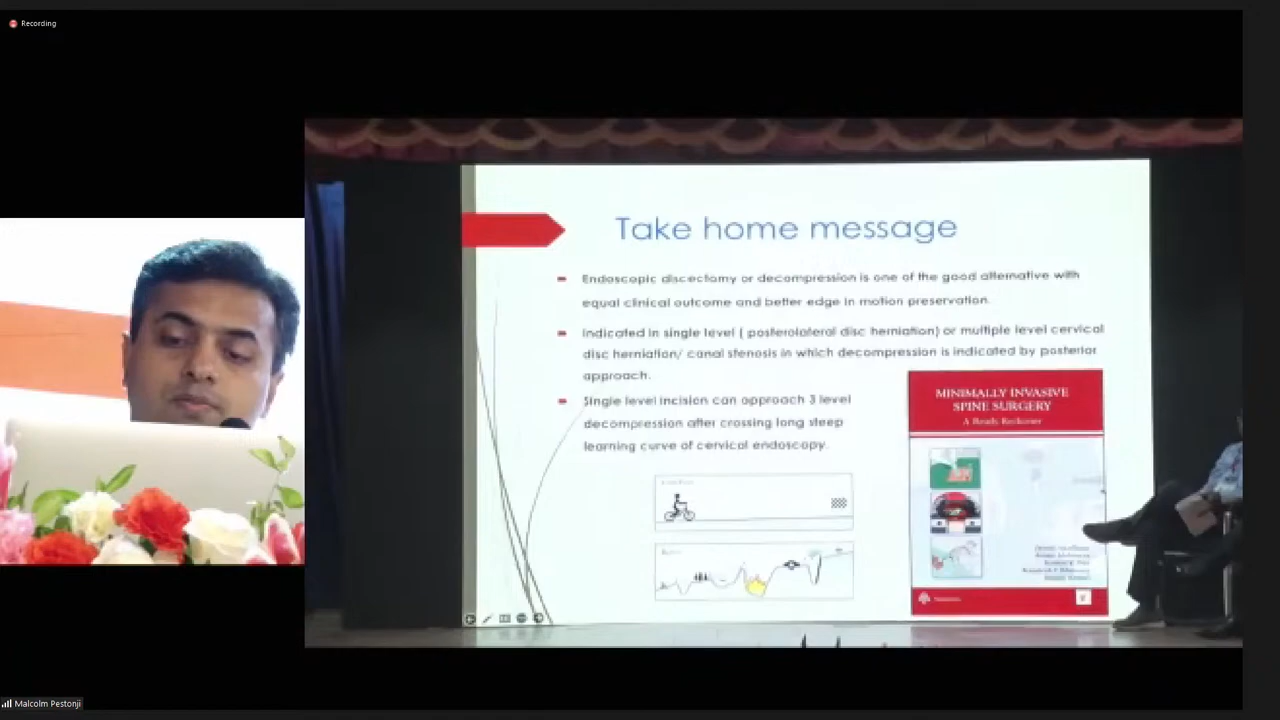 Recording
Take home message
Endoscopic discectomy or decompression is one of the good alternative with
equal clinical outcome and better edge in motion preservation.
Indicated in single level ( posterolateral disc herniation) or multiple level cervical
disc herniation/ canal stenosis in which decompression is indicated by posterior
approach.
Single level incision can approach 3 level
decompression after crossing long steep
learning curve of cervical endoscopy.
MINIMALLY INVASIVE
SPINE SURGERY
A Ready Reckoner
Malcolm Pestonji